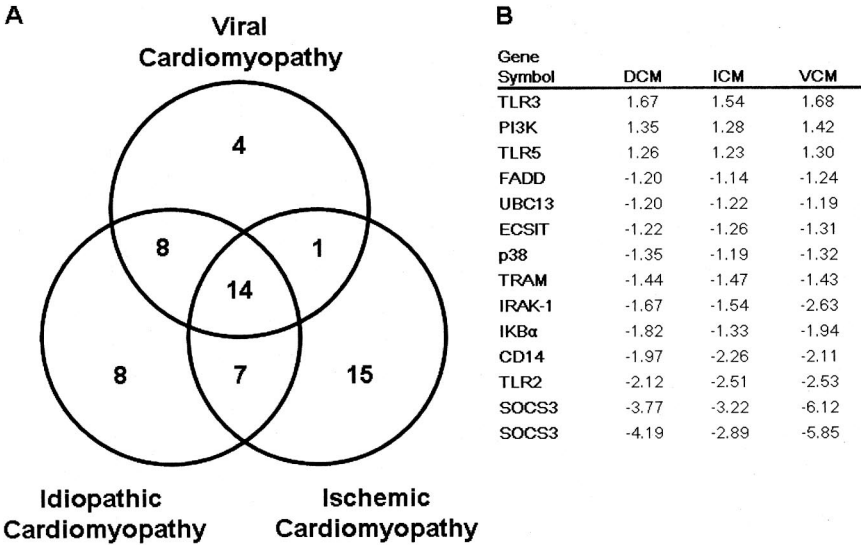 A
Viral
Cardiomyopathy
4
8
1
14
8
7
15
Idiopathic
Cardiomyopathy
Ischemic
Cardiomyopathy
B
Gene
Symbol DCM ICM VCM
TLR3 1.67 1.54 1.68
PI3K 1.35 1.28 1.42
TLR5 1.26 1.23 1.30
FADD -1.20 -1.14 -1.24
UBC13 -1.20 -1.22 -1.19
ECSIT -1.22 -1.26 -1.31
p38 -1.35 -1.19 -1.32
TRAM -1.44 -1.47 -1.43
IRAK-1 -1.67 -1.54 -2.63
IKBα -1.82 -1.33 -1.94
CD14 -1.97 -2.26 -2.11
TLR2 -2.12 -2.51 -2.53
SOCS3 -3.77 -3.22 -6.12
SOCS3 -4.19 -2.89 -5.85